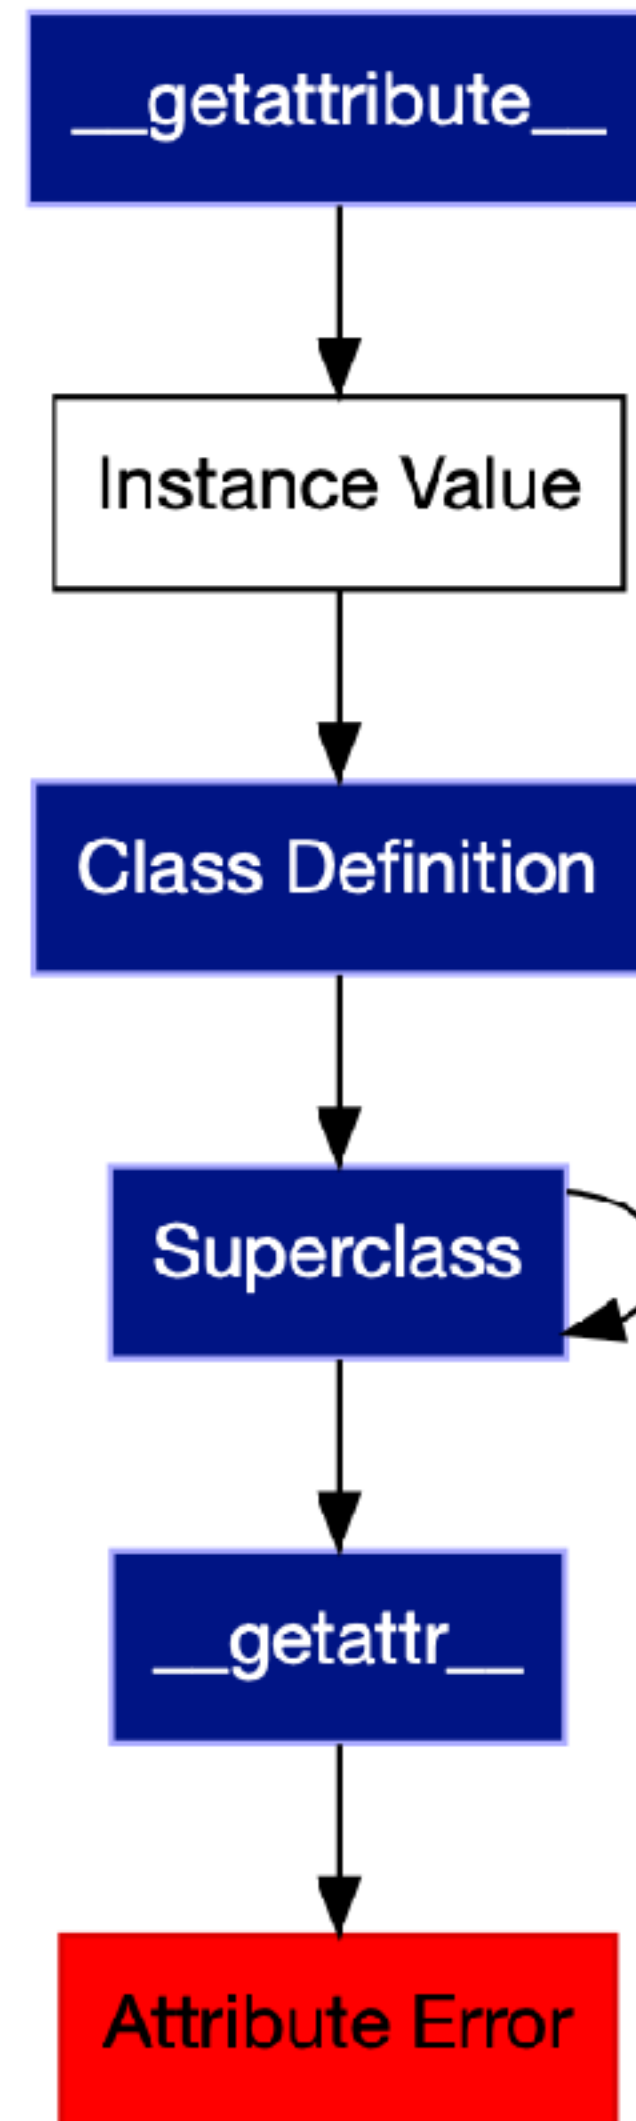 __getattribute__
Instance Value
Class Definition
Superclass
__getattr__
Attribute Error